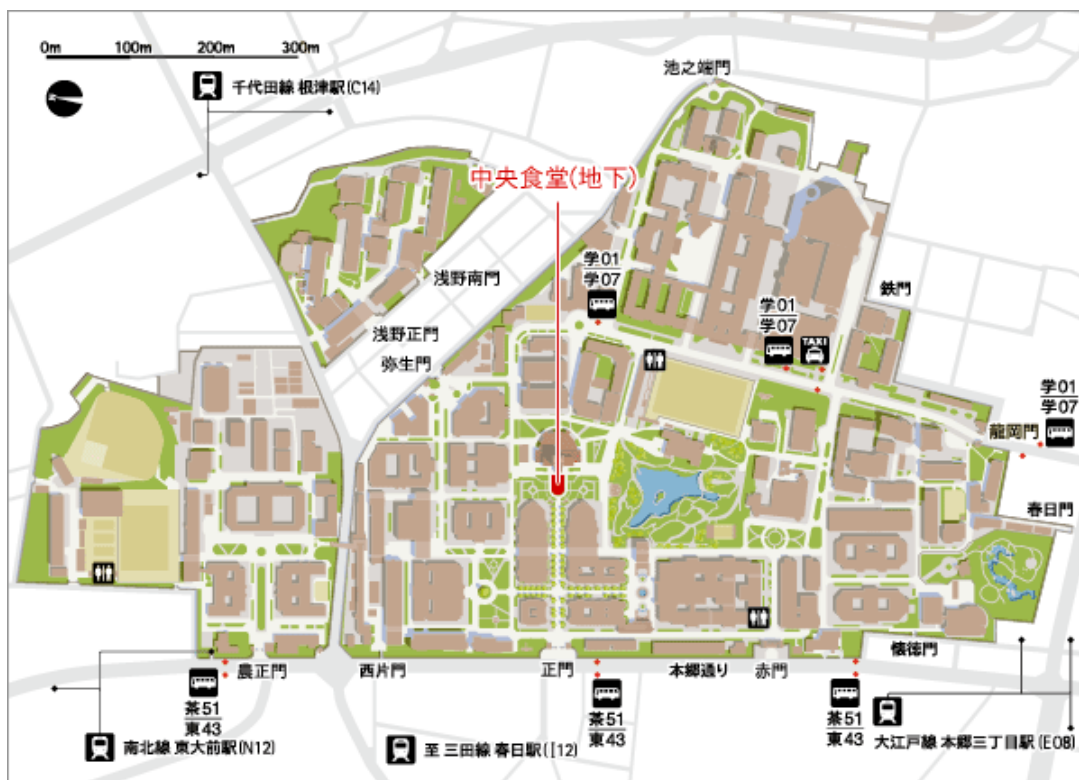 0m 100m 200m 300m
千代田線 根津駅(C14)
池之端門
中央食堂(地下)
学01
学07
浅野南門
学01
学07
TAXI
鉄門
浅野正門
弥生門
学01
学07
龍岡門
春日門
農正門
西片門
正門
本郷通り
赤門
懐徳門
茶51
東43
茶51
東43
茶51
東43
南北線 東大前駅(N12)
至 三田線 春日駅(I12)
大江戸線 本郷三丁目駅(E08)